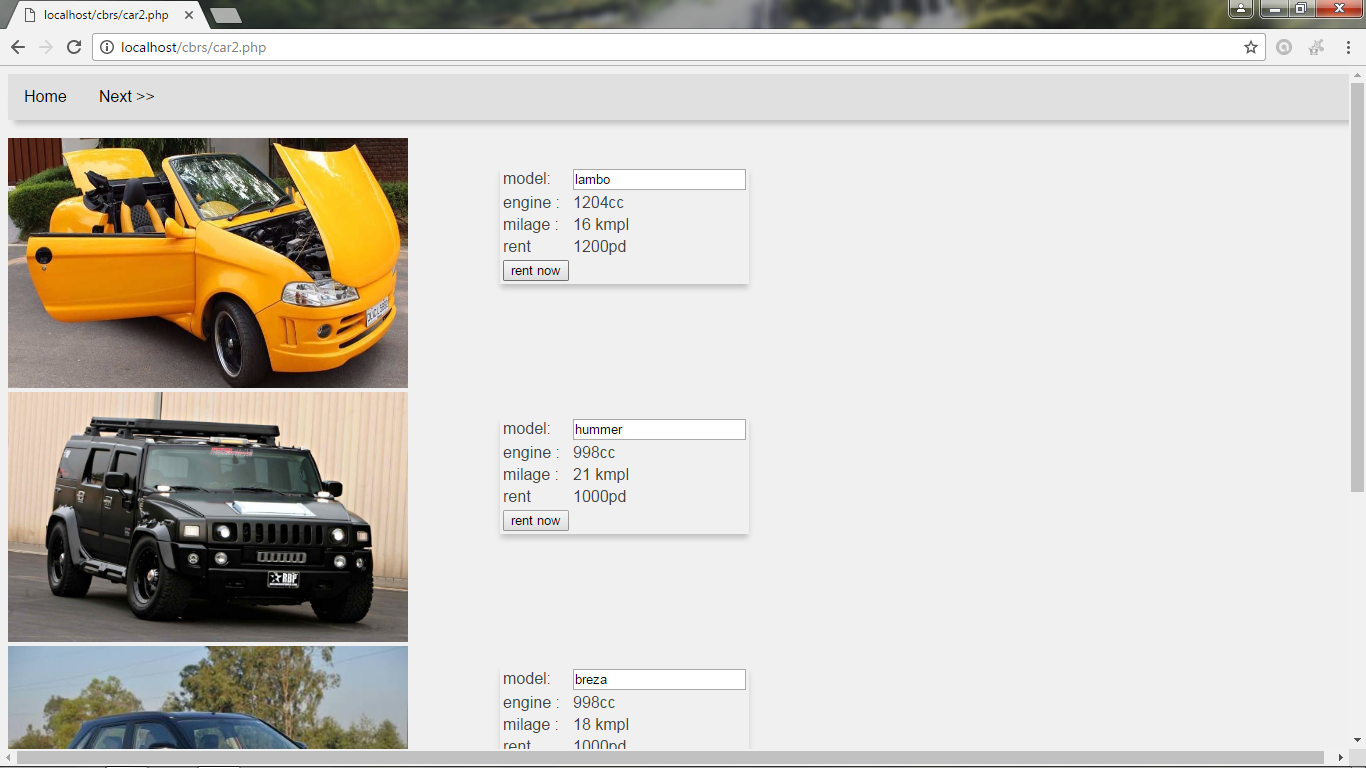 localhost/cbrs/car2.php
localhost/cbrs/car2.php
Home Next >>
model: lambo
engine : 1204cc
milage : 16 kmpl
rent 1200pd
rent now
model: hummer
engine : 998cc
milage : 21 kmpl
rent 1000pd
rent now
RBP
model: breza
engine : 998cc
milage : 18 kmpl
rent 1000pd